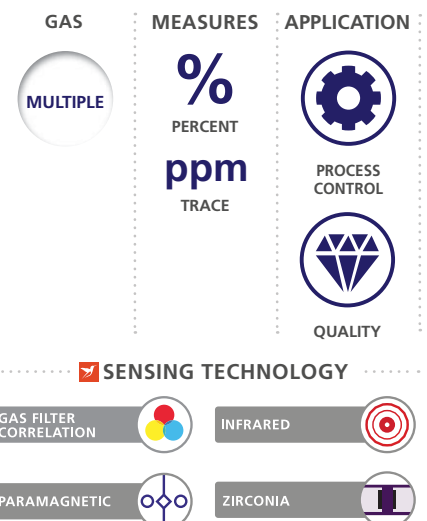 GAS
MULTIPLE
MEASURES
%
PERCENT
ppm
TRACE
APPLICATION
PROCESS
CONTROL
QUALITY
SENSING TECHNOLOGY
GAS FILTER
CORRELATION
INFRARED
PARAMAGNETIC
ZIRCONIA